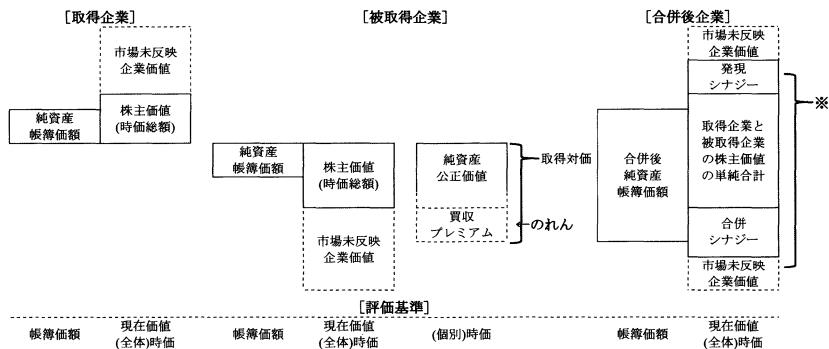 ［取得企業］
［被取得企業］
［合併後企業］
市場未反映
企業価値
純資産
帳簿価額
株主価値
(時価総額)
純資産
帳簿価額
株主価値
(時価総額)
市場未反映
企業価値
純資産
公正価値
買収
プレミアム
取得対価
←のれん
市場未反映
企業価値
発現
シナジー
合併後
純資産
帳簿価額
取得企業と
被取得企業
の株主価値
の単純合計
合併
シナジー
市場未反映
企業価値
※
［評価基準］
帳簿価額
現在価値
(全体)時価
帳簿価額
現在価値
(全体)時価
(個別)時価
帳簿価額
現在価値
(全体)時価